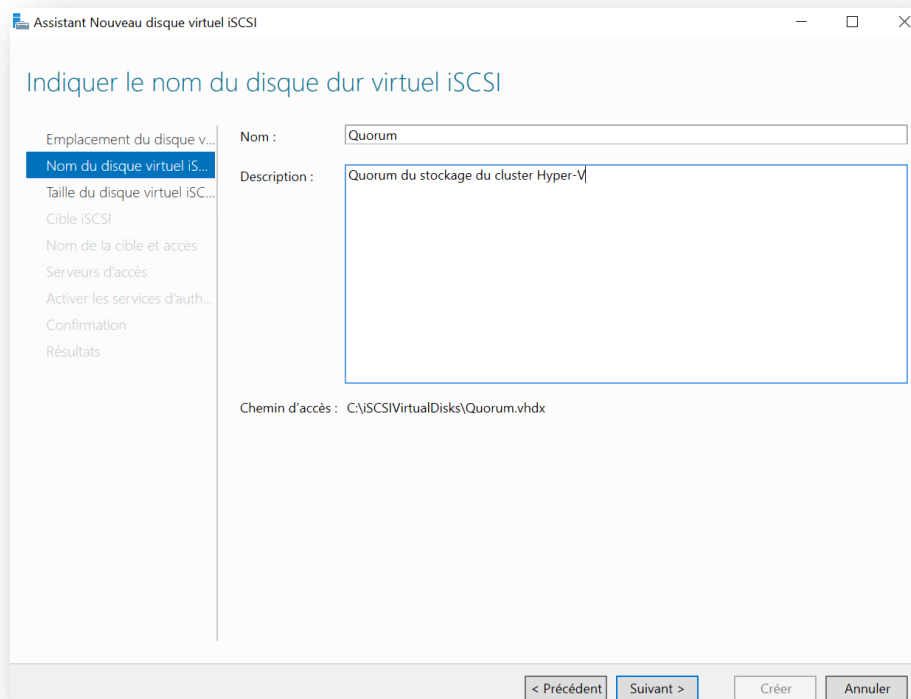 Assistant Nouveau disque virtuel iSCSI
Indiquer le nom du disque dur virtuel iSCSI
Emplacement du disque v...
Nom du disque virtuel iS...
Taille du disque virtuel iSC...
Cible iSCSI
Nom de la cible et accès
Serveurs d'accès
Activer les services d'auth...
Confirmation
Résultats
Nom :
Quorum
Description :
Quorum du stockage du cluster Hyper-V
Chemin d'accès : C:\iSCSIVirtualDisks\Quorum.vhdx
< Précédent
Suivant >
Créer
Annuler